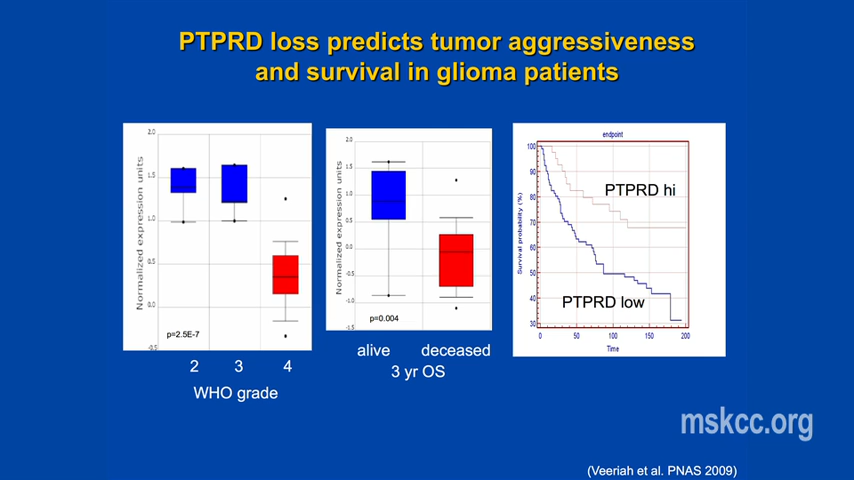 PTPRD loss predicts tumor aggressiveness
and survival in glioma patients
Normalized expression units
2.0
1.5
1.0
0.5
0.0
-0.5
p=2.5E-7
2 3 4
WHO grade
Normalized expression units
2.0
1.5
1.0
0.5
0.0
-0.5
-1.0
-1.5
p=0.004
alive deceased
3 yr OS
endpoint
Survival probability (%)
100
90
80
70
60
50
40
30
PTPRD hi
PTPRD low
0 50 100 150 200
Time
mskcc.org
(Veeriah et al. PNAS 2009)